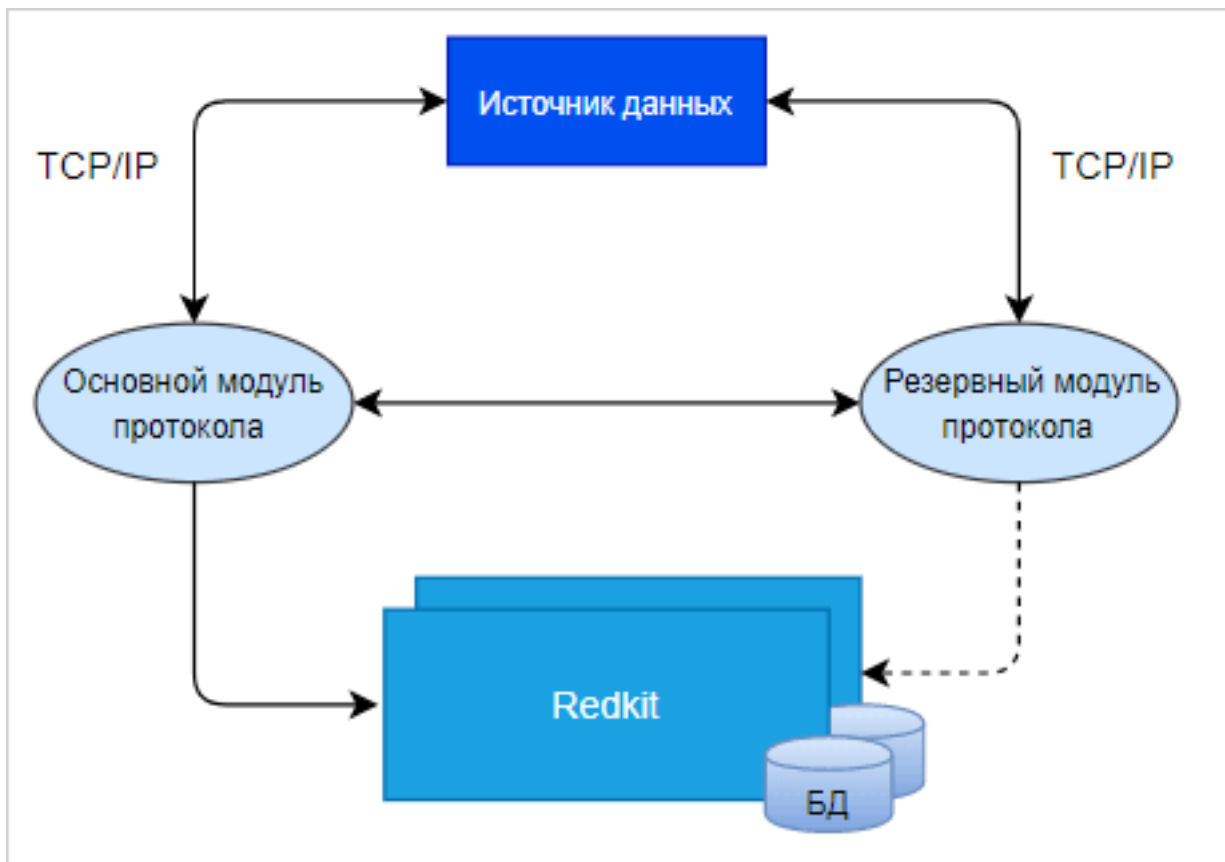 Источник данных
TCP/IP
TCP/IP
Основной модуль
протокола
Резервный модуль
протокола
Redkit
БД